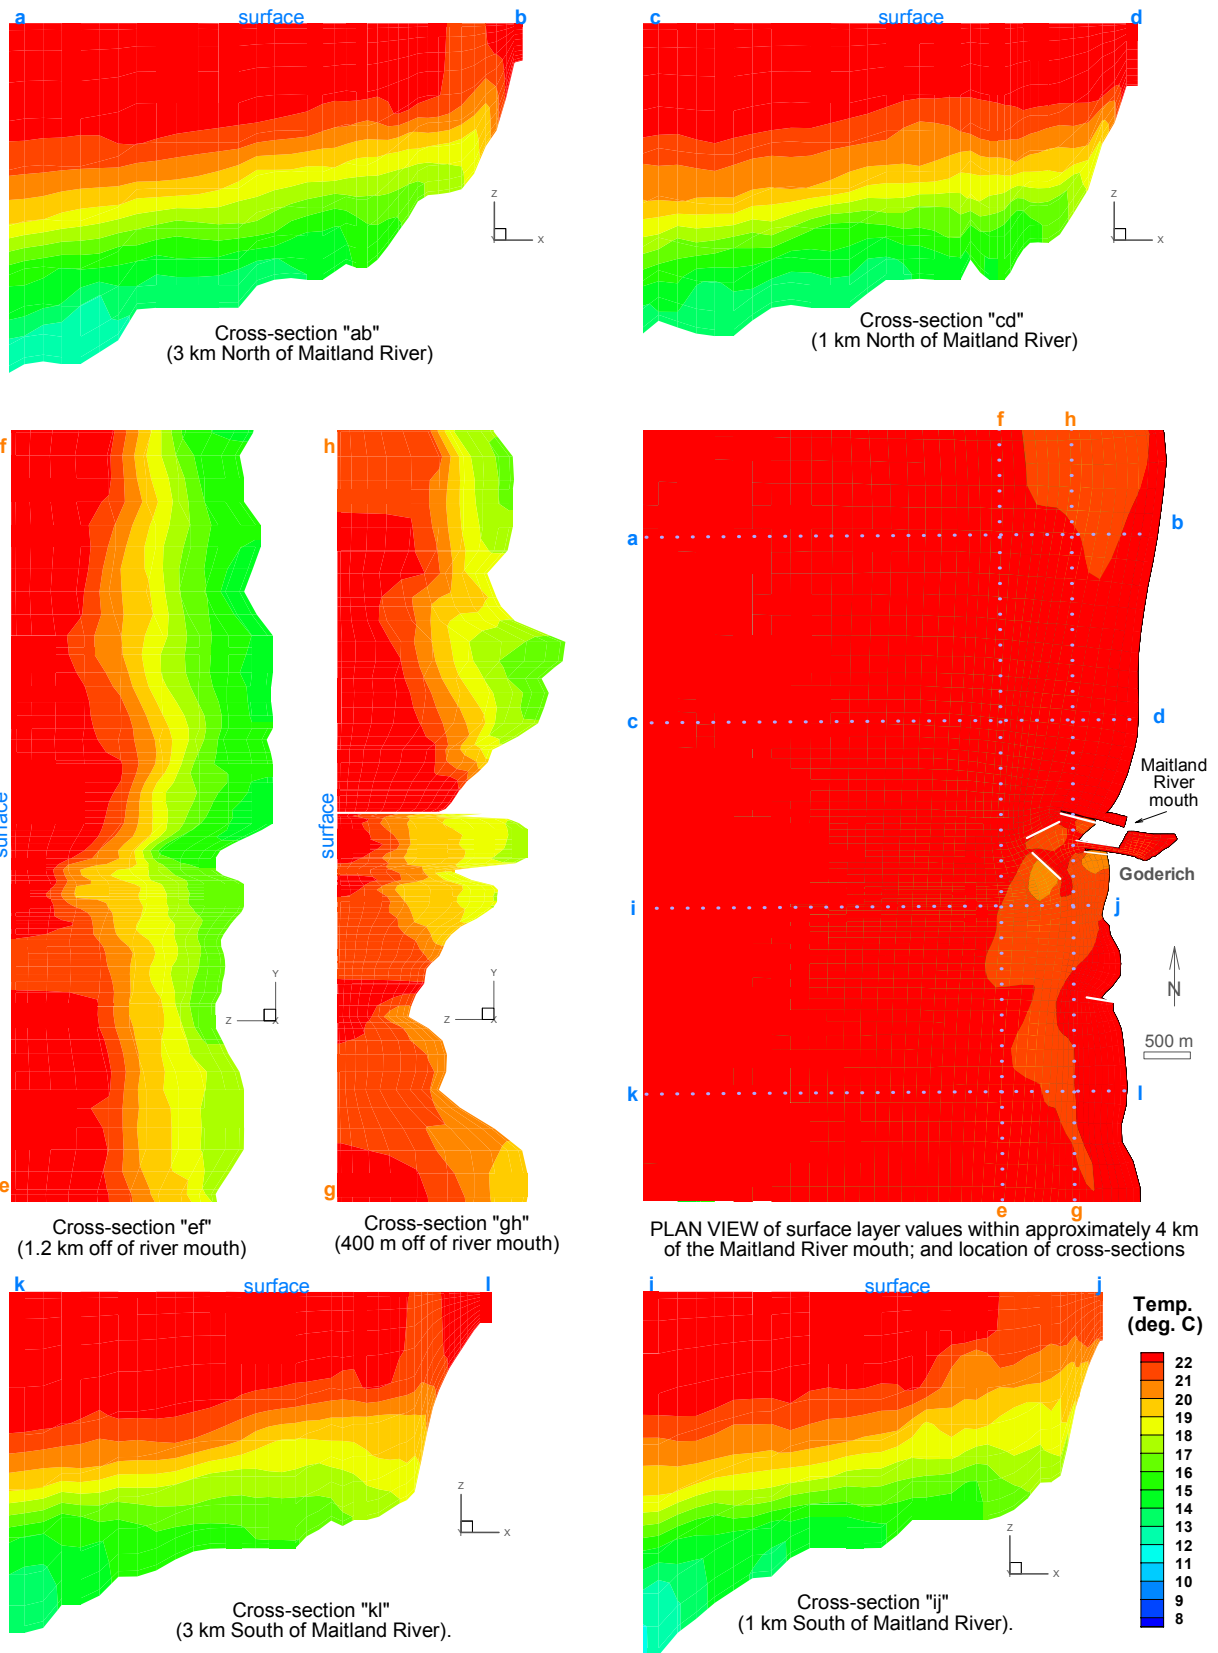 a surface b
Z
Y X
Cross-section "ab"
(3 km North of Maitland River)
c surface d
Z
Y X
Cross-section "cd"
(1 km North of Maitland River)
f
surface
e
Y
Z X
Cross-section "ef"
(1.2 km off of river mouth)
h
surface
g
Y
Z X
Cross-section "gh"
(400 m off of river mouth)
f h
a b
c d
Maitland
River
mouth
Goderich
i j
N
500 m
k l
e g
PLAN VIEW of surface layer values within approximately 4 km
of the Maitland River mouth; and location of cross-sections
k surface l
Z
Y X
Cross-section "kl"
(3 km South of Maitland River).
i surface j
Z
Y X
Cross-section "ij"
(1 km South of Maitland River).
Temp.
(deg. C)
22
21
20
19
18
17
16
15
14
13
12
11
10
9
8